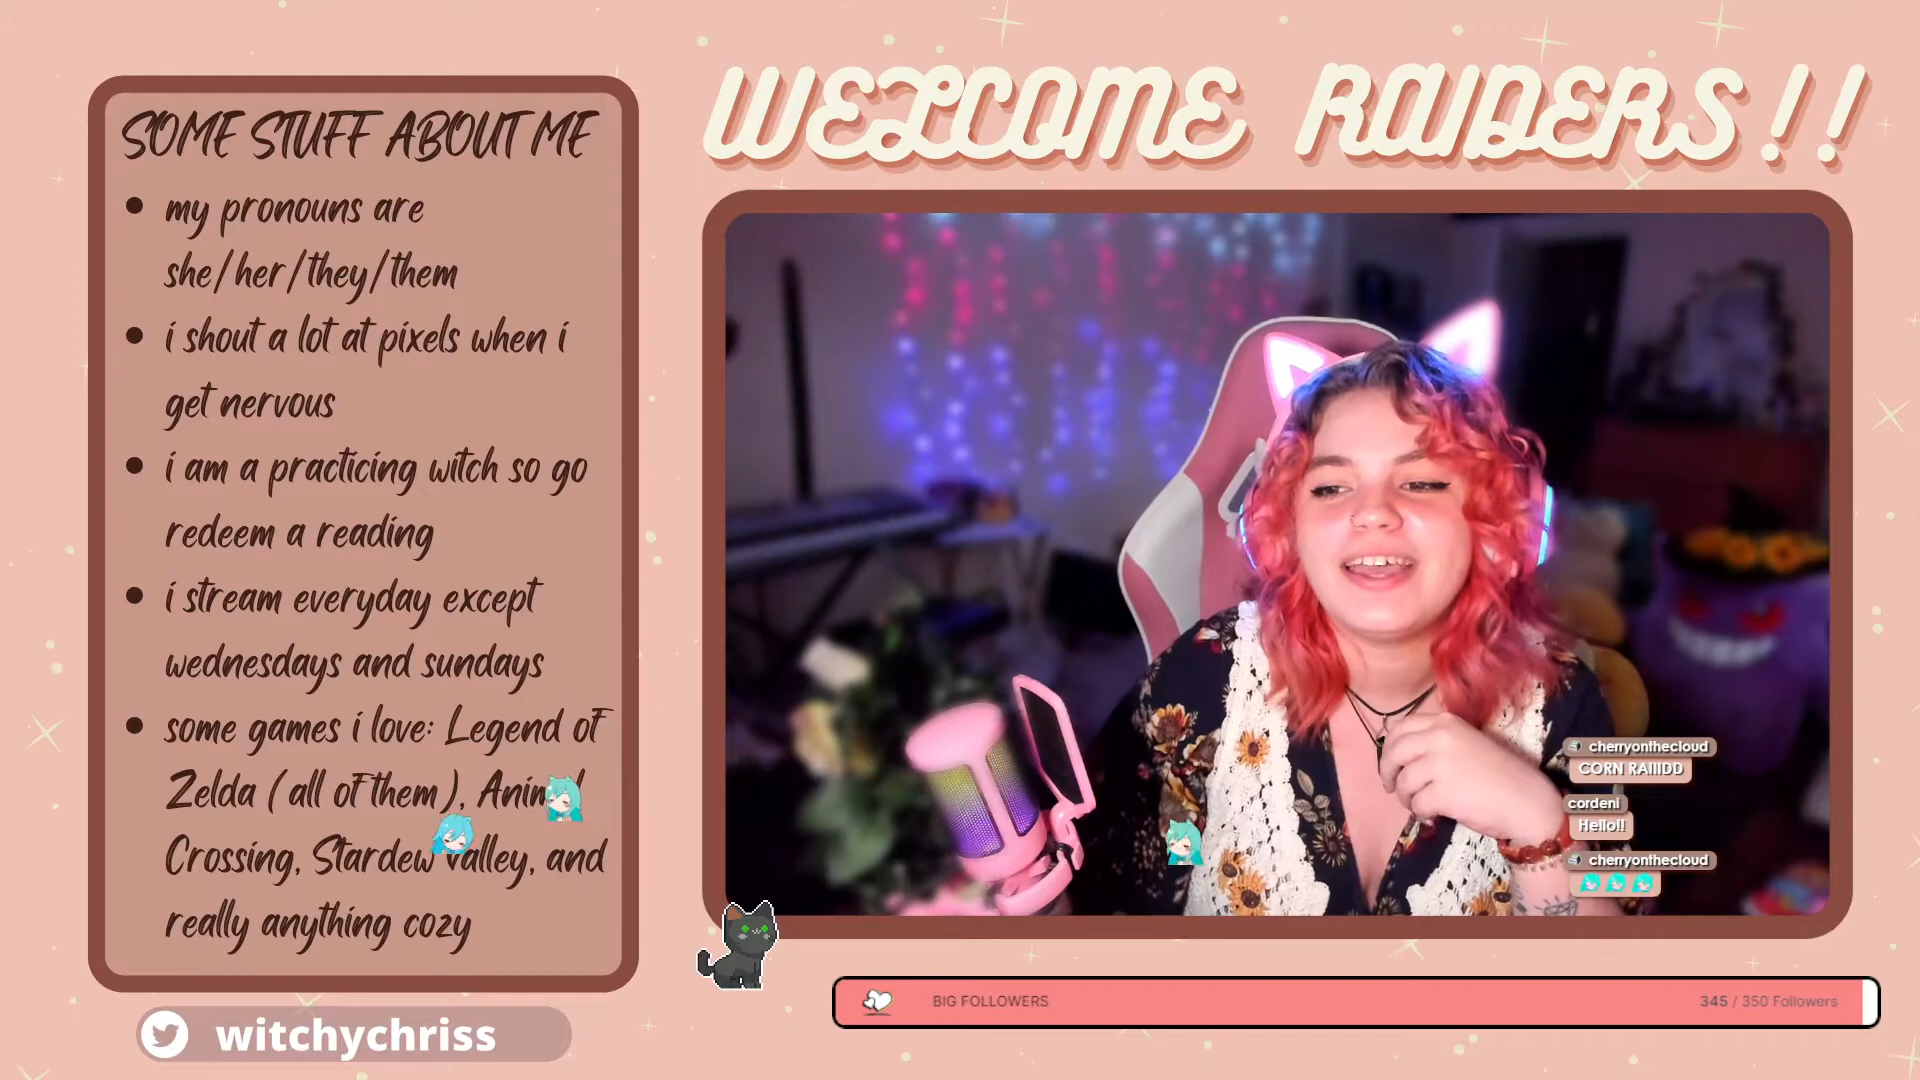 WELCOME RAIDERS!!
SOME STUFF ABOUT ME
my pronouns are
she/her/they/them
i shout a lot at pixels when i
get nervous
i am a practicing witch so go
redeem a reading
i stream everyday except
wednesdays and sundays
some games i love: Legend of
Zelda (all of them), Animal
Crossing, Stardew Valley, and
really anything cozy
witchychriss
cherryonthecloud
CORN RAIIIDD
cordeni
Hello!!
cherryonthecloud
BIG FOLLOWERS
345 / 350 Followers